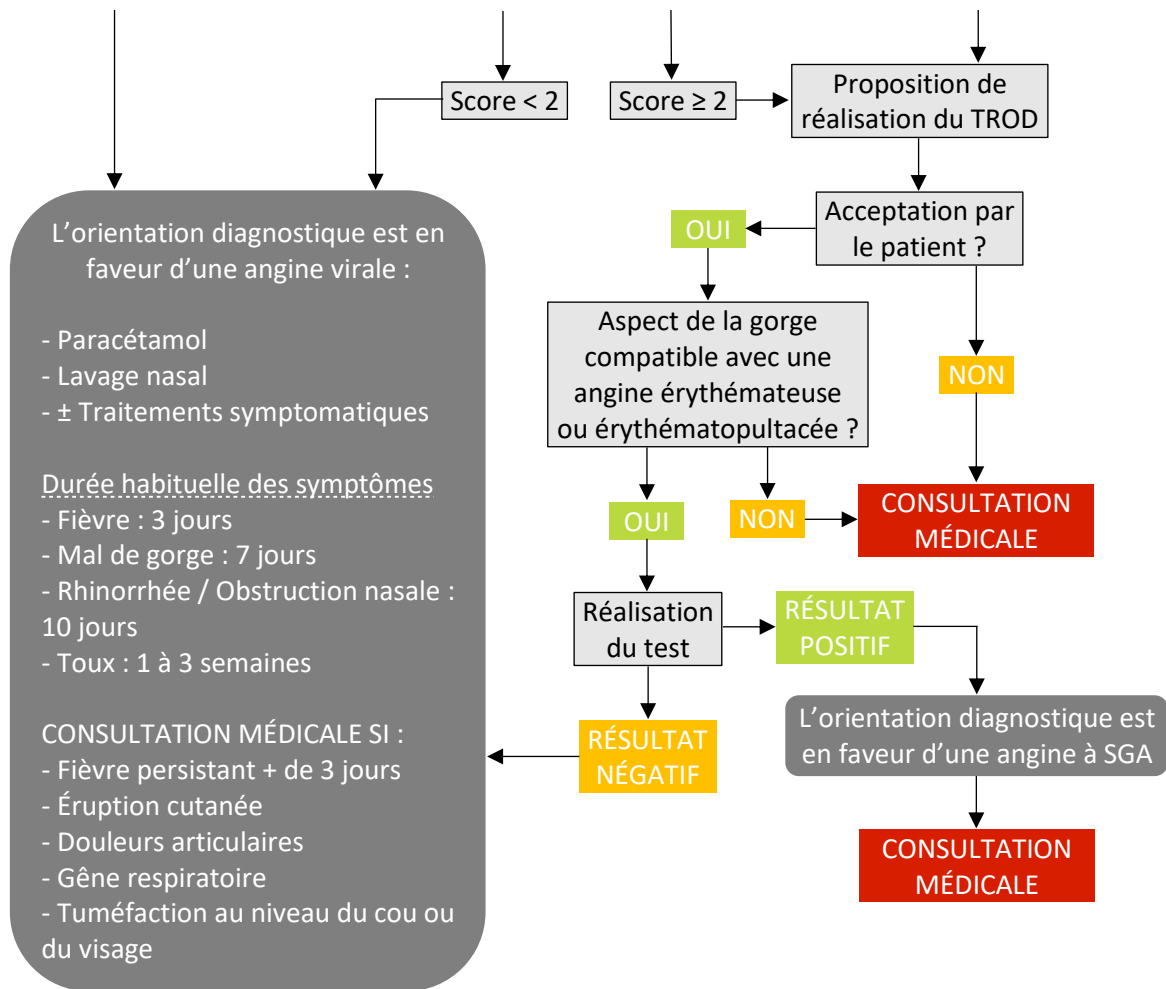 Score < 2
Score ≥ 2
Proposition de
réalisation du TROD
Acceptation par
le patient ?
OUI
NON
Aspect de la gorge
compatible avec une
angine érythémateuse
ou érythématopultacée ?
OUI
NON
CONSULTATION
MÉDICALE
Réalisation
du test
RÉSULTAT
POSITIF
RÉSULTAT
NÉGATIF
L’orientation diagnostique est
en faveur d’une angine à SGA
CONSULTATION
MÉDICALE
L’orientation diagnostique est en
faveur d’une angine virale :
- Paracétamol
- Lavage nasal
- ± Traitements symptomatiques
Durée habituelle des symptômes
- Fièvre : 3 jours
- Mal de gorge : 7 jours
- Rhinorrhée / Obstruction nasale :
10 jours
- Toux : 1 à 3 semaines
CONSULTATION MÉDICALE SI :
- Fièvre persistant + de 3 jours
- Éruption cutanée
- Douleurs articulaires
- Gêne respiratoire
- Tuméfaction au niveau du cou ou
du visage